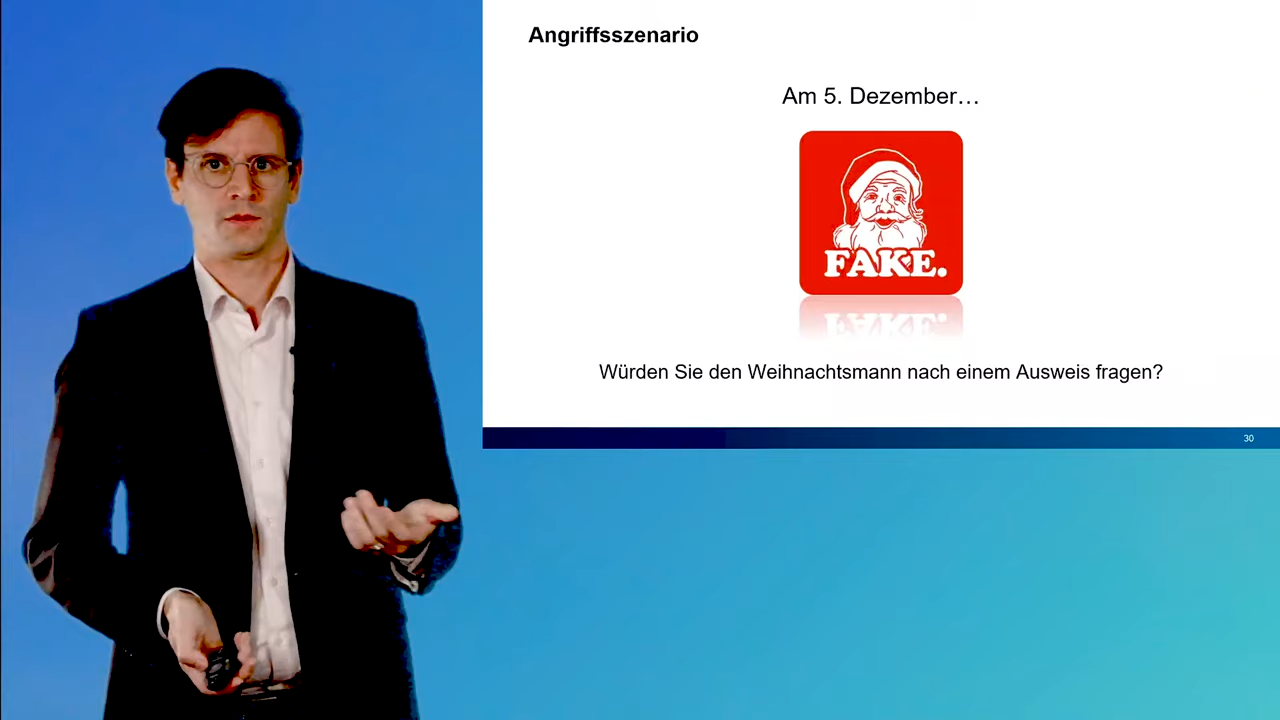 Angriffsszenario
Am 5. Dezember…
FAKE.
Würden Sie den Weihnachtsmann nach einem Ausweis fragen?
30